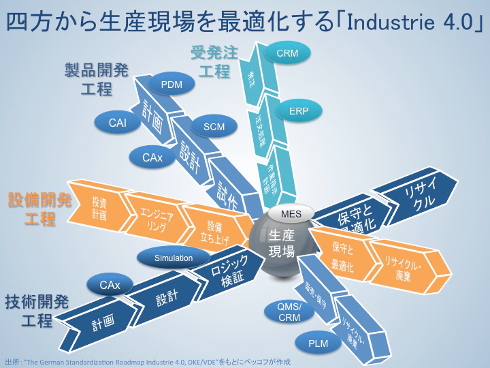 四方から生産現場を最適化する「Industrie 4.0」
受発注
工程
CRM
ERP
製品開発
工程
PDM
CAI
SCM
CAx
計画
設計
試作
設備開発
工程
投資
計画
エンジニア
リング
設備
立ち上げ
MES
生産
現場
保守と
最適化
リサイ
クル
保守と
最適化
リサイクル・
廃棄
技術開発
工程
CAx
Simulation
計画
設計
ロジック
検証
QMS/
CRM
PLM
リサイクル・
廃棄
出所："The German Standardization Roadmap Industrie 4.0, DKE/VDE"をもとにベッコフが作成